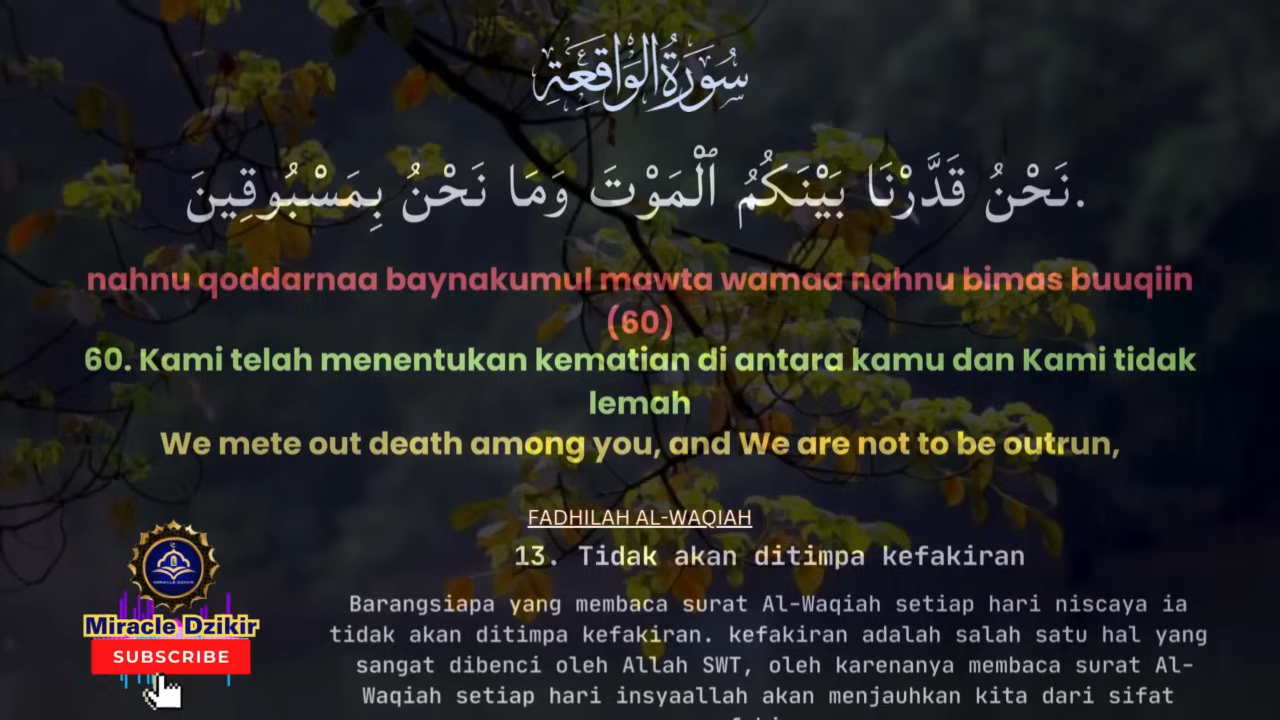 سُورَةُ الْوَاقِعَةِ
نَحْنُ قَدَّرْنَا بَيْنَكُمُ ٱلْمَوْتَ وَمَا نَحْنُ بِمَسْبُوقِينَ.
nahnu qoddarnaa baynakumul mawta wamaa nahnu bimas buuqiin
(60)
60. Kami telah menentukan kematian di antara kamu dan Kami tidak
lemah
We mete out death among you, and We are not to be outrun,
FADHILAH AL-WAQIAH
13. Tidak akan ditimpa kefakiran
Barangsiapa yang membaca surat Al-Waqiah setiap hari niscaya ia
tidak akan ditimpa kefakiran. kefakiran adalah salah satu hal yang
sangat dibenci oleh Allah SWT, oleh karenanya membaca surat Al-
Waqiah setiap hari insyaallah akan menjauhkan kita dari sifat
MIRACLE DZIKIR
Miracle Dzikir
SUBSCRIBE